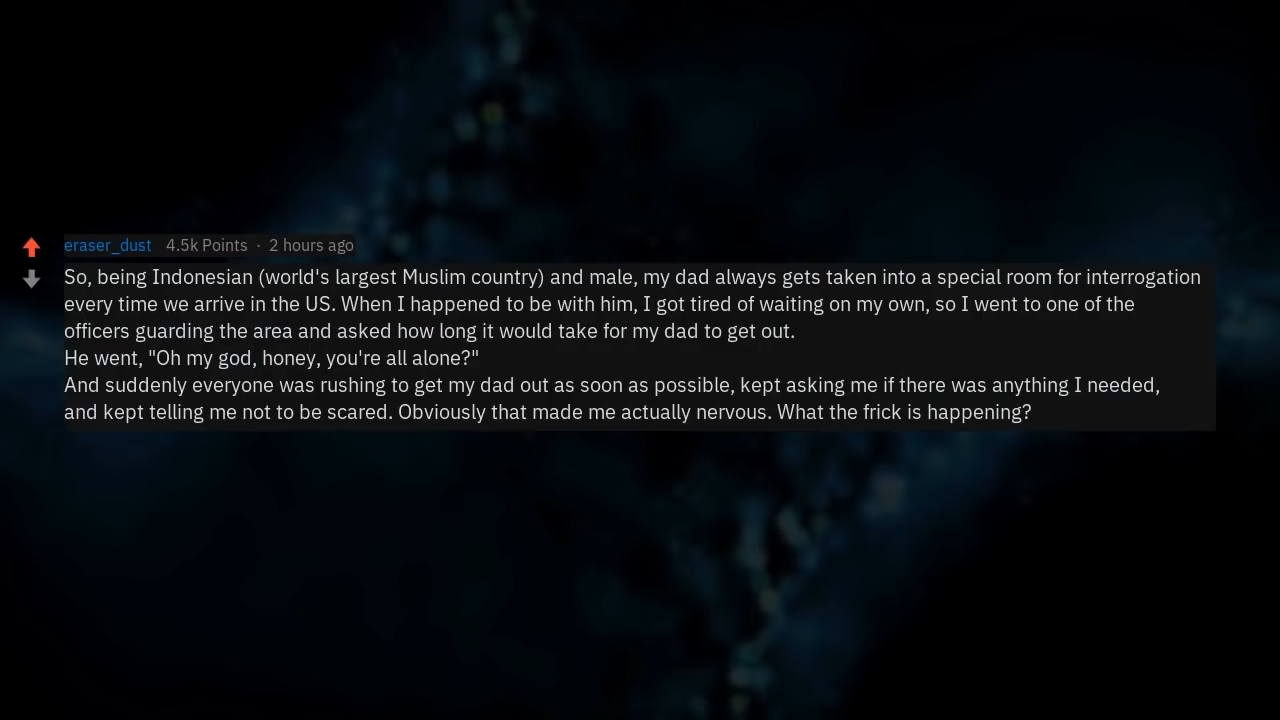 eraser_dust 4.5k Points · 2 hours ago
So, being Indonesian (world's largest Muslim country) and male, my dad always gets taken into a special room for interrogation
every time we arrive in the US. When I happened to be with him, I got tired of waiting on my own, so I went to one of the
officers guarding the area and asked how long it would take for my dad to get out.
He went, "Oh my god, honey, you're all alone?"
And suddenly everyone was rushing to get my dad out as soon as possible, kept asking me if there was anything I needed,
and kept telling me not to be scared. Obviously that made me actually nervous. What the frick is happening?